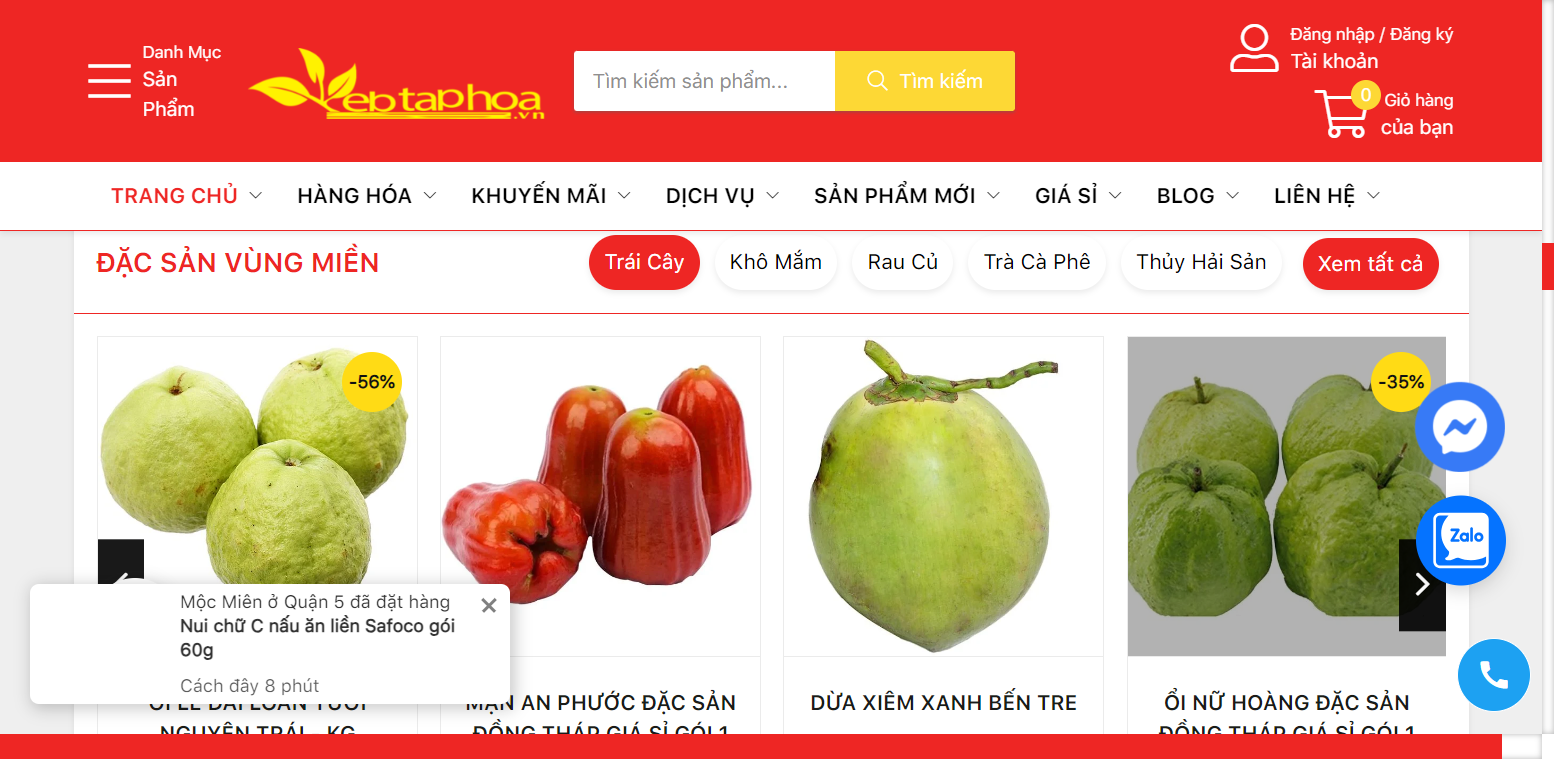 Danh Mục
Sản
Phẩm
ebtaphoa
.vn
Tìm kiếm sản phẩm...
Tìm kiếm
Đăng nhập / Đăng ký
Tài khoản
0
Giỏ hàng
của bạn
TRANG CHỦ HÀNG HÓA KHUYẾN MÃI DỊCH VỤ SẢN PHẨM MỚI GIÁ SỈ BLOG LIÊN HỆ
ĐẶC SẢN VÙNG MIỀN
Trái Cây Khô Mắm Rau Củ Trà Cà Phê Thủy Hải Sản Xem tất cả
-56%
-35%
Zalo
Mộc Miên ở Quận 5 đã đặt hàng
Nui chữ C nấu ăn liền Safoco gói
60g
Cách đây 8 phút
NGUYÊN TRÁI - KG
MẬN AN PHƯỚC ĐẶC SẢN
ĐỒNG THÁP GIÁ SỈ GÓI 1
DỪA XIÊM XANH BẾN TRE
ỔI NỮ HOÀNG ĐẶC SẢN
ĐỒNG THÁP GIÁ SỈ GÓI 1